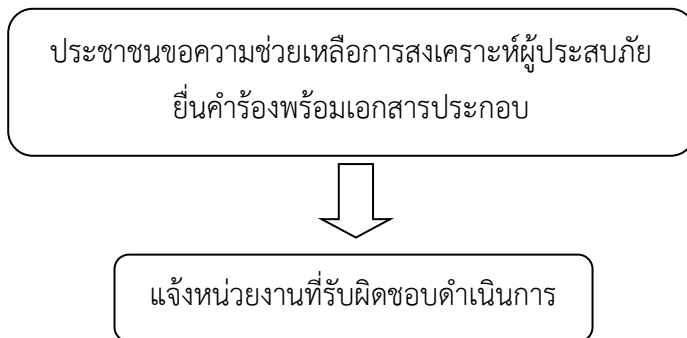 ประชาชนขอความช่วยเหลือการสงเคราะห์ผู้ประสบภัย
ยื่นคำร้องพร้อมเอกสารประกอบ
แจ้งหน่วยงานที่รับผิดชอบดำเนินการ